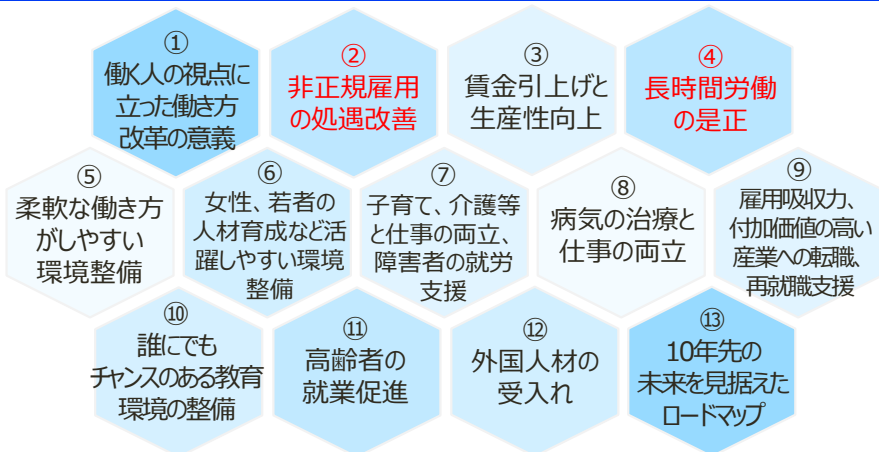 ①
働く人の視点に
立った働き方
改革の意義
②
非正規雇用
の処遇改善
③
賃金引上げと
生産性向上
④
長時間労働
の是正
⑤
柔軟な働き方
がしやすい
環境整備
⑥
女性、若者の
人材育成など活
躍しやすい環境
整備
⑦
子育て、介護等
と仕事の両立、
障害者の就労
支援
⑧
病気の治療と
仕事の両立
⑨
雇用吸収力、
付加価値の高い
産業への転職、
再就職支援
⑩
誰にでも
チャンスのある教育
環境の整備
⑪
高齢者の
就業促進
⑫
外国人材の
受入れ
⑬
10年先の
未来を見据えた
ロードマップ